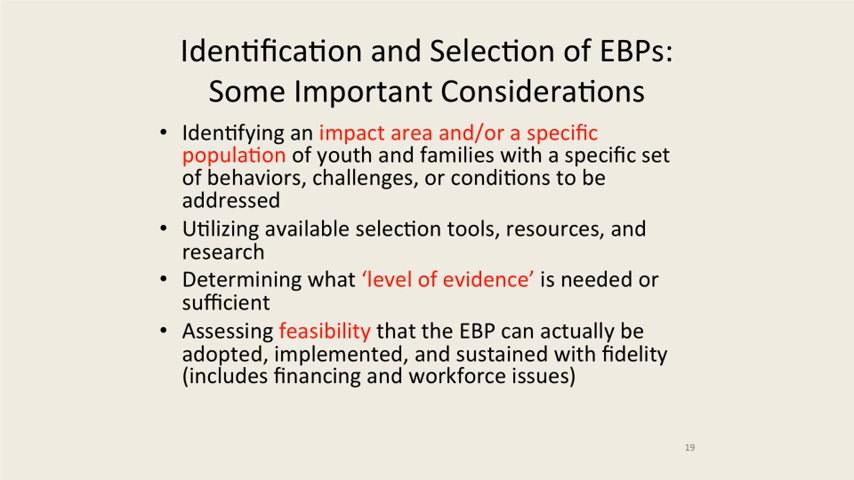 Identification and Selection of EBPs:
Some Important Considerations
• Identifying an impact area and/or a specific
population of youth and families with a specific set
of behaviors, challenges, or conditions to be
addressed
• Utilizing available selection tools, resources, and
research
• Determining what ‘level of evidence’ is needed or
sufficient
• Assessing feasibility that the EBP can actually be
adopted, implemented, and sustained with fidelity
(includes financing and workforce issues)
19